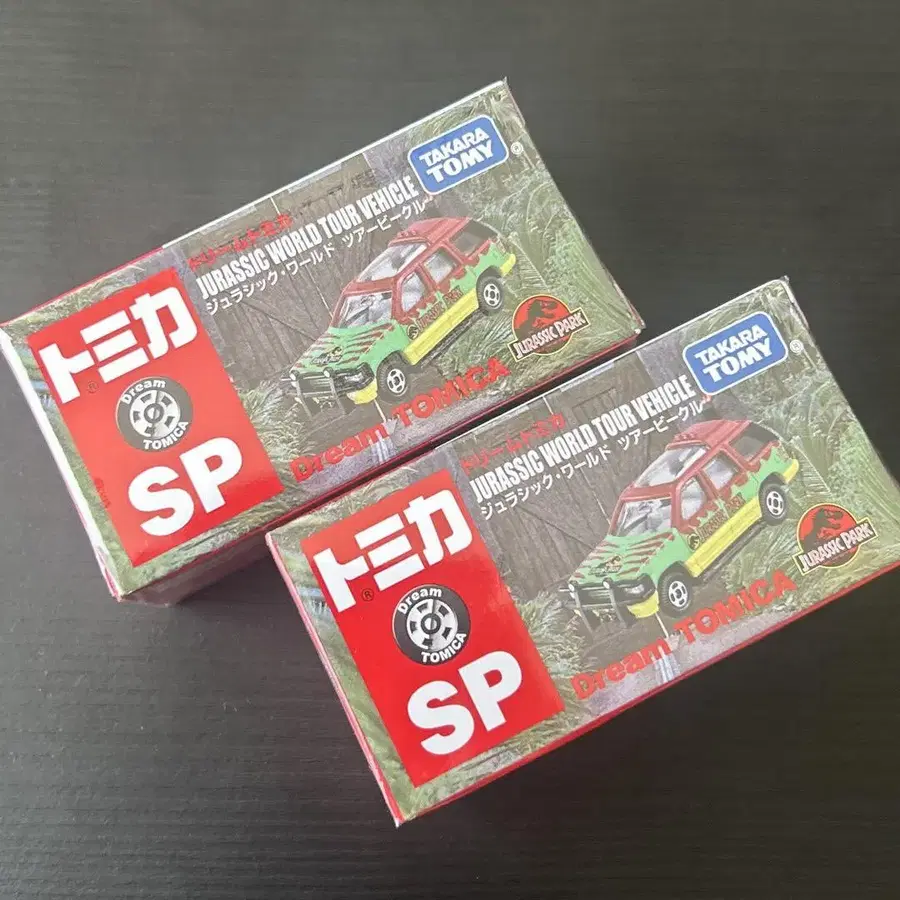 TAKARA
TOMY
ドリームトミカ
JURASSIC WORLD TOUR VEHICLE
ジュラシック・ワールド ツアービークル
トミカ
®
Dream
TOMICA
SP
JURASSIC PARK
JURASSIC PARK
Dream TOMICA
TAKARA
TOMY
ドリームトミカ
JURASSIC WORLD TOUR VEHICLE
ジュラシック・ワールド ツアービークル
トミカ
®
Dream
TOMICA
SP
JURASSIC PARK
JURASSIC PARK
Dream TOMICA